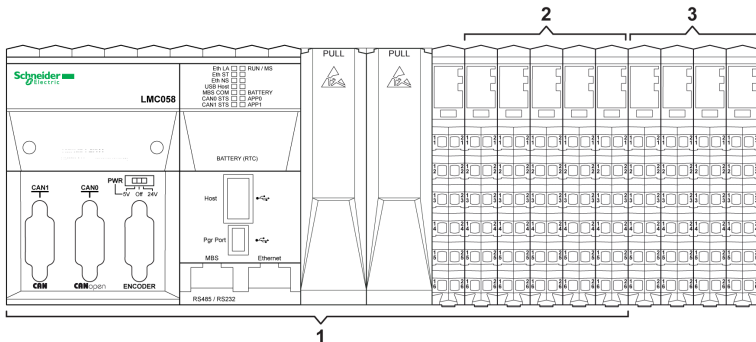 2
3
PULL
PULL
Schneider
Electric
LMC058
Eth LA RUN / MS
Eth ST
Eth NS
USB Host
MBS COM BATTERY
CAN0 STS APP0
CAN1 STS APP1
BATTERY (RTC)
PWR
5V Off 24V
CAN1
CAN0
Host
Pgr Port
MBS
Ethernet
CAN
CANopen
ENCODER
RS485 / RS232
1